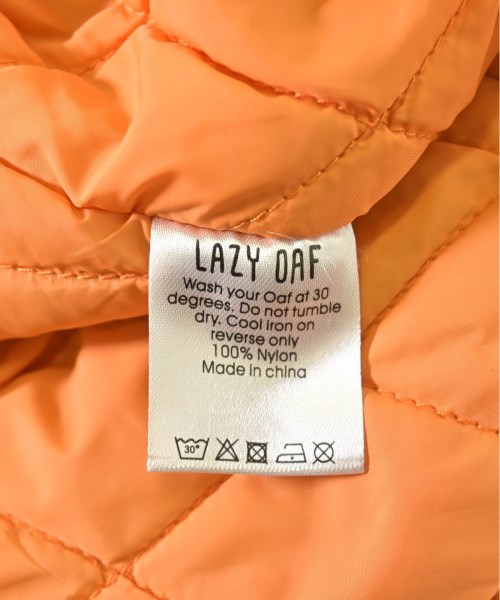 LAZY OAF
Wash your Oaf at 30
degrees. Do not tumble
dry. Cool iron on
reverse only
100% Nylon
Made in china
30°